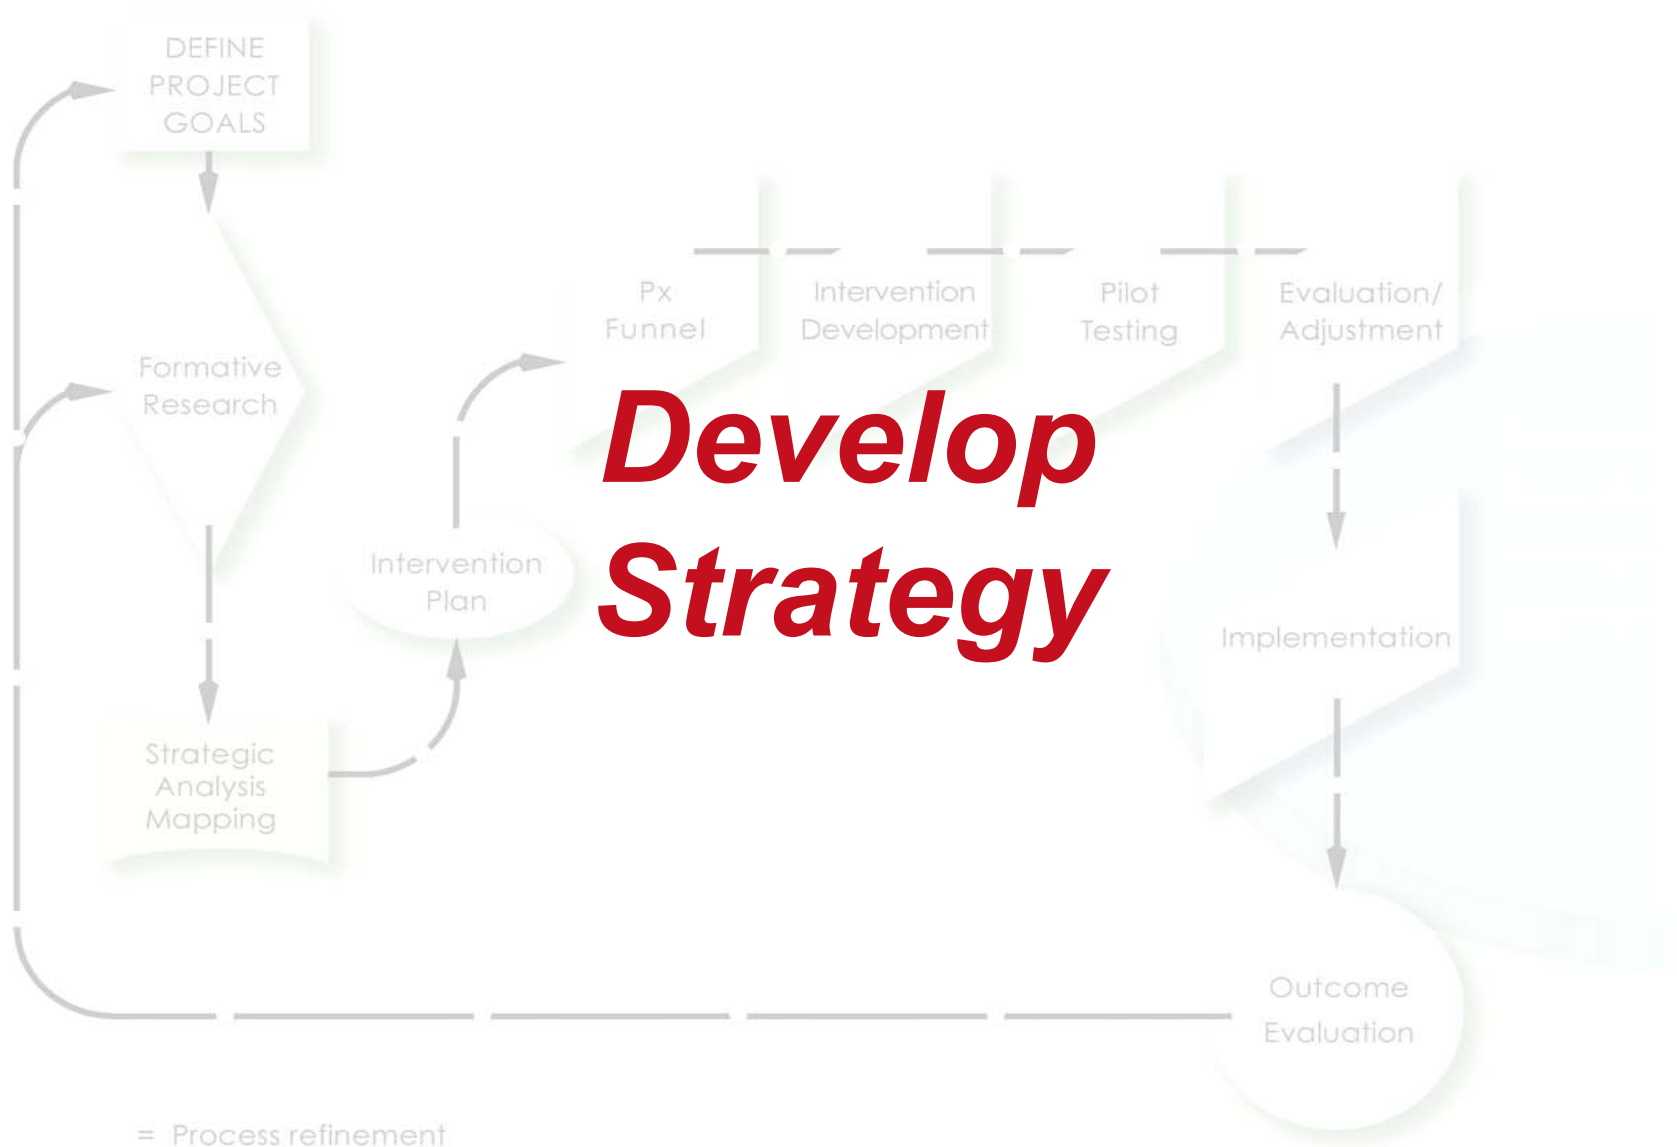 DEFINE
PROJECT
GOALS
Formative
Research
Strategic
Analysis
Mapping
Intervention
Plan
Px
Funnel
Intervention
Development
Pilot
Testing
Evaluation/
Adjustment
Develop
Strategy
Implementation
Outcome
Evaluation
= Process refinement